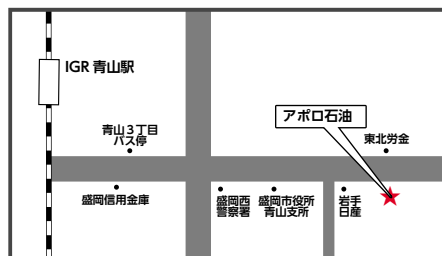 IGR 青山駅
アポロ石油
青山3丁目
バス停
東北労金
盛岡信用金庫
盛岡西
警察署
盛岡市役所
青山支所
岩手
日産